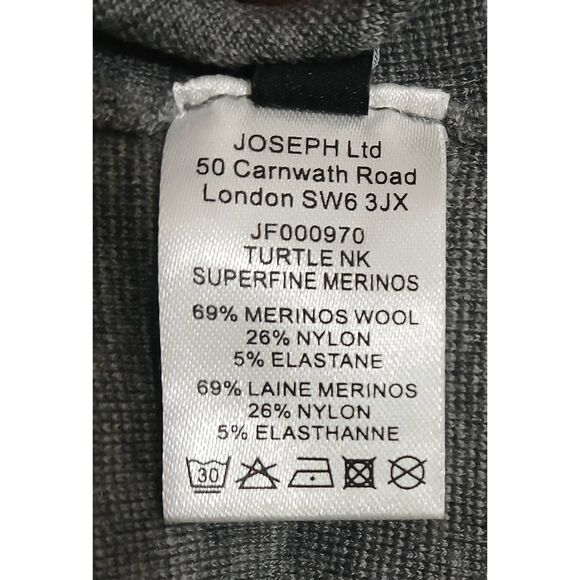 JOSEPH Ltd
50 Carnwath Road
London SW6 3JX
JF000970
TURTLE NK
SUPERFINE MERINOS
69% MERINOS WOOL
26% NYLON
5% ELASTANE
69% LAINE MERINOS
26% NYLON
5% ELASTHANNE
30